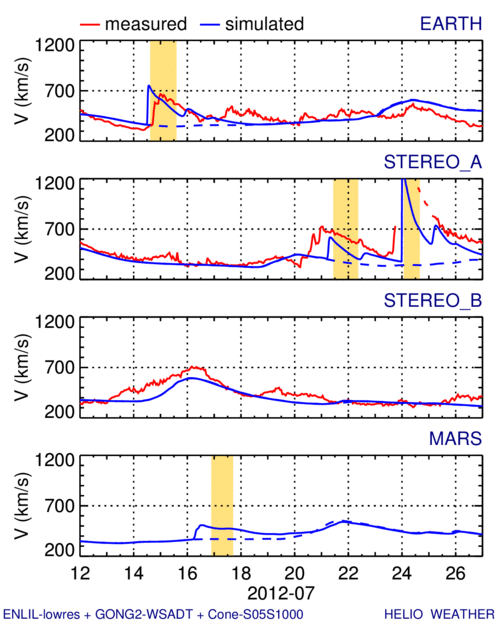 measured simulated EARTH
1200
700
200
V (km/s)
STEREO_A
1200
700
200
V (km/s)
STEREO_B
1200
700
200
V (km/s)
MARS
1200
700
200
V (km/s)
12 14 16 18 20 22 24 26
2012-07
ENLIL-lowres + GONG2-WSADT + Cone-S05S1000 HELIO WEATHER